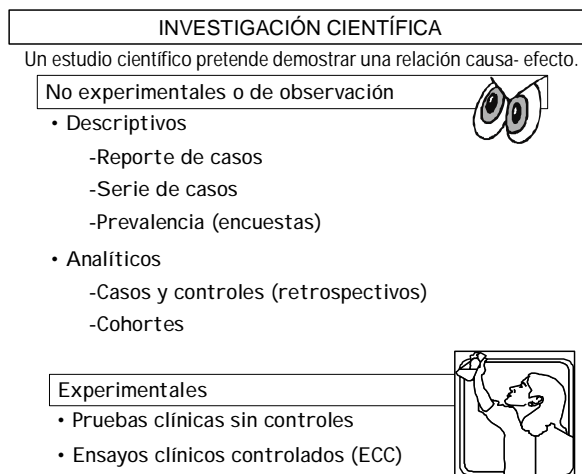 INVESTIGACIÓN CIENTÍFICA
Un estudio científico pretende demostrar una relación causa- efecto.
No experimentales o de observación
• Descriptivos
-Reporte de casos
-Serie de casos
-Prevalencia (encuestas)
• Analíticos
-Casos y controles (retrospectivos)
-Cohortes
Experimentales
• Pruebas clínicas sin controles
• Ensayos clínicos controlados (ECC)